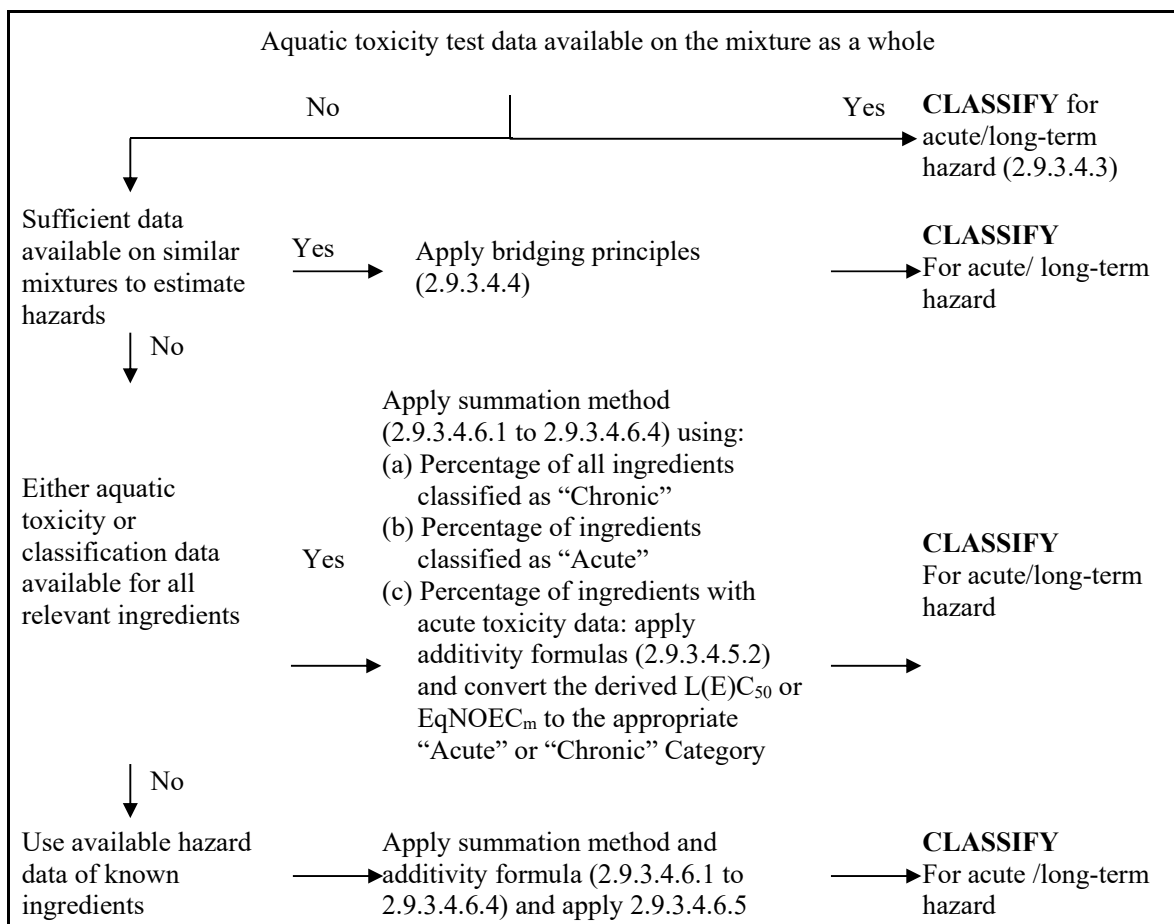 Aquatic toxicity test data available on the mixture as a whole
No
Yes
CLASSIFY for
acute/long-term
hazard (2.9.3.4.3)
Sufficient data
available on similar
mixtures to estimate
hazards
Yes
Apply bridging principles
(2.9.3.4.4)
CLASSIFY
For acute/ long-term
hazard
No
Either aquatic
toxicity or
classification data
available for all
relevant ingredients
Yes
Apply summation method
(2.9.3.4.6.1 to 2.9.3.4.6.4) using:
(a) Percentage of all ingredients
classified as “Chronic”
(b) Percentage of ingredients
classified as “Acute”
(c) Percentage of ingredients with
acute toxicity data: apply
additivity formulas (2.9.3.4.5.2)
and convert the derived L(E)C₅₀ or
EqNOECₘ to the appropriate
“Acute” or “Chronic” Category
CLASSIFY
For acute/long-term
hazard
No
Use available hazard
data of known
ingredients
Apply summation method and
additivity formula (2.9.3.4.6.1 to
2.9.3.4.6.4) and apply 2.9.3.4.6.5
CLASSIFY
For acute /long-term
hazard